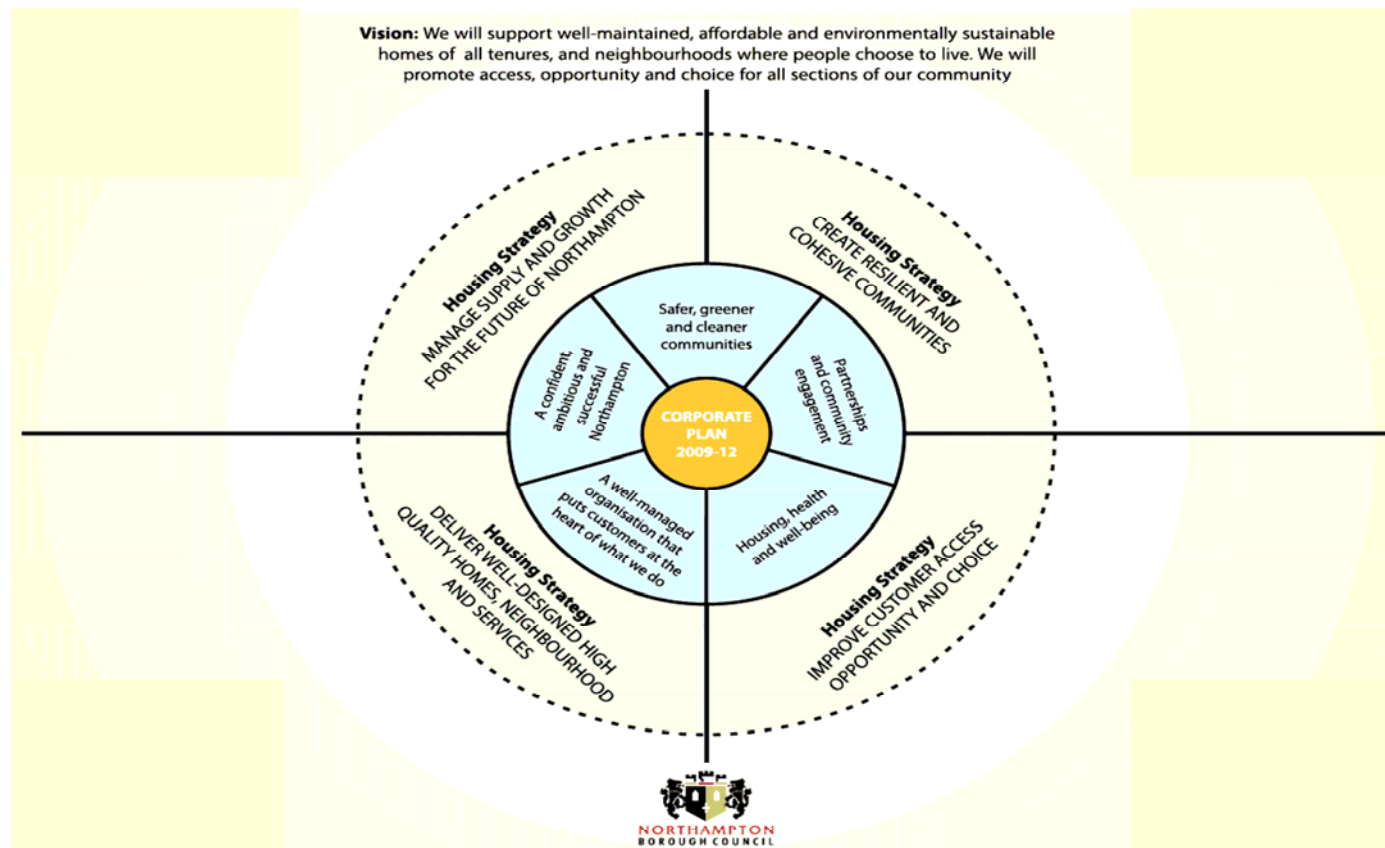 Vision: We will support well-maintained, affordable and environmentally sustainable
homes of all tenures, and neighbourhoods where people choose to live. We will
promote access, opportunity and choice for all sections of our community
Housing Strategy
MANAGE SUPPLY AND GROWTH
FOR THE FUTURE OF NORTHAMPTON
Housing Strategy
CREATE RESILIENT AND
COHESIVE COMMUNITIES
Safer, greener
and cleaner
communities
A confident,
ambitious and
successful
Northampton
Partnerships
and community
engagement
CORPORATE
PLAN
2009-12
A well-managed
organisation that
puts customers at the
heart of what we do
Housing, health
and well-being
Housing Strategy
DELIVER WELL-DESIGNED HIGH
QUALITY HOMES, NEIGHBOURHOOD
AND SERVICES
Housing Strategy
IMPROVE CUSTOMER ACCESS
OPPORTUNITY AND CHOICE
NORTHAMPTON
BOROUGH COUNCIL